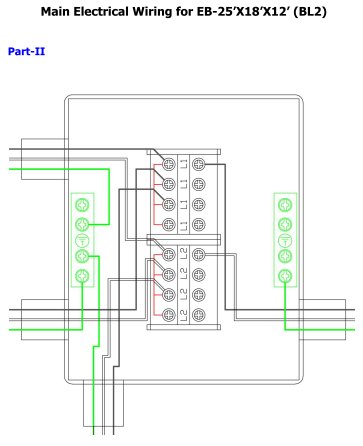 Main Electrical Wiring for EB-25’X18’X12’ (BL2)
Part-II
L1
L1
L1
L1
L2
L2
L2
L2